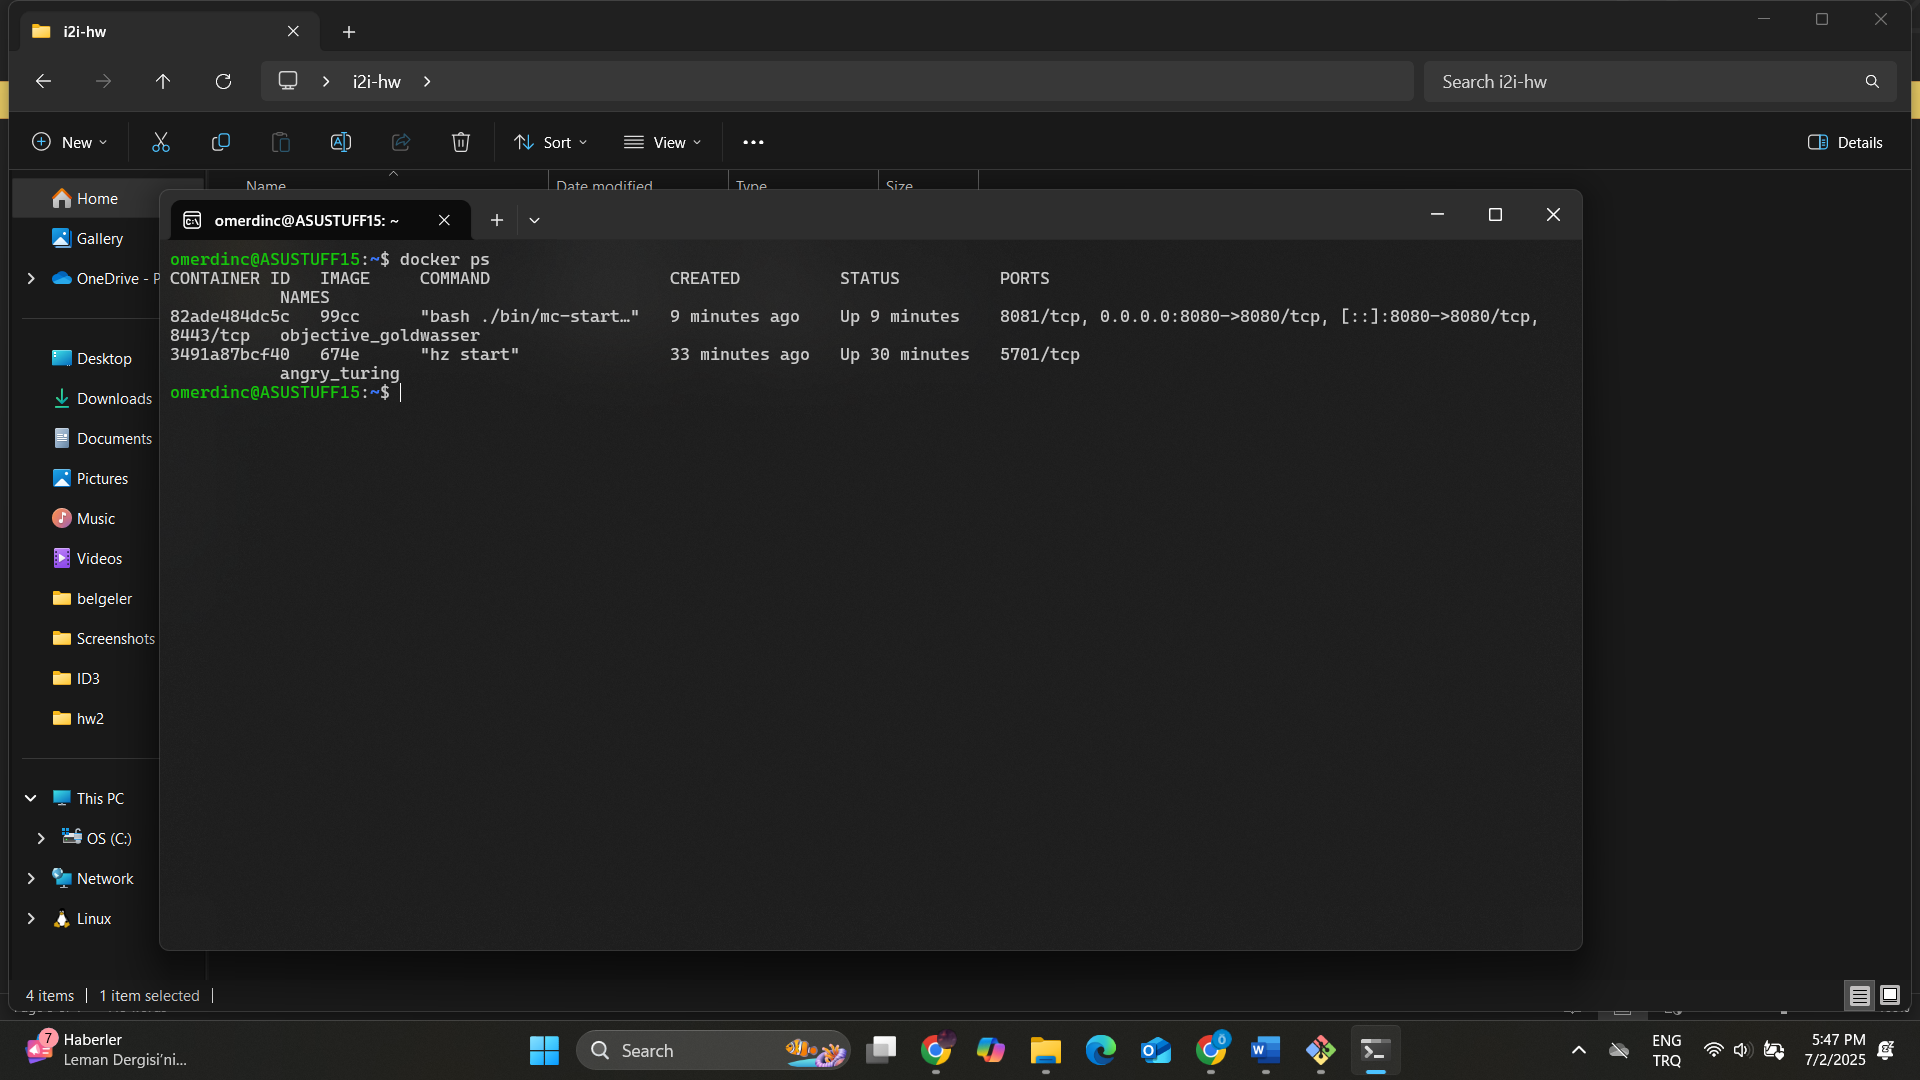 i2i-hw
i2i-hw
Search i2i-hw
New
Sort
View
Details
Name
Date modified
Type
Size
Home
Gallery
OneDrive - P
Desktop
Downloads
Documents
Pictures
Music
Videos
belgeler
Screenshots
ID3
hw2
This PC
OS (C:)
Network
Linux
omerdinc@ASUSTUFF15: ~
omerdinc@ASUSTUFF15:~$ docker ps
CONTAINER ID   IMAGE     COMMAND                  CREATED          STATUS          PORTS
NAMES
82ade484dc5c   99cc      "bash ./bin/mc-start…"   9 minutes ago    Up 9 minutes    8081/tcp, 0.0.0.0:8080->8080/tcp, [::]:8080->8080/tcp,
8443/tcp   objective_goldwasser
3491a87bcf40   674e      "hz start"               33 minutes ago   Up 30 minutes   5701/tcp
angry_turing
omerdinc@ASUSTUFF15:~$
4 items
1 item selected
7
Haberler
Leman Dergisi'ni...
Search
ENG
TRQ
5:47 PM
7/2/2025